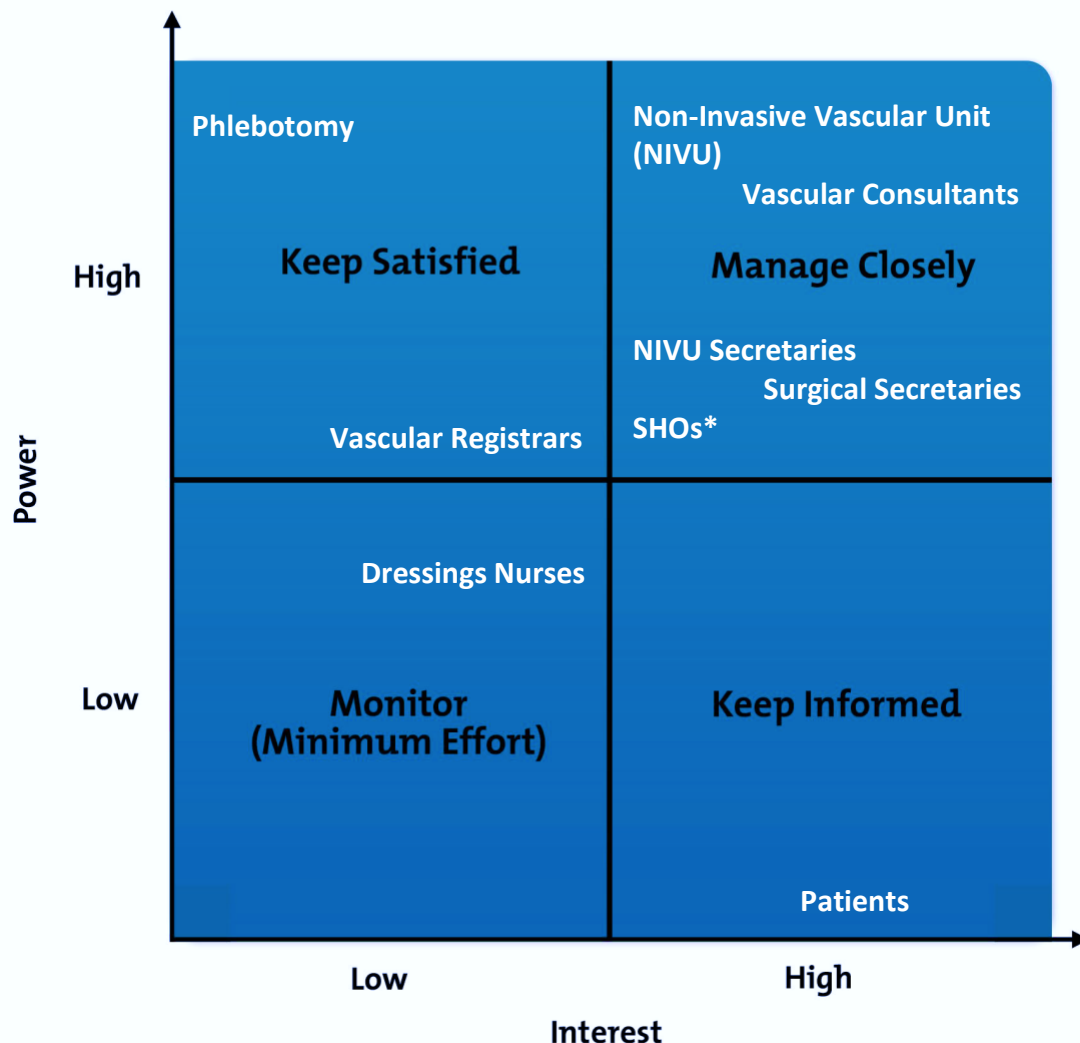 Phlebotomy
Non-Invasive Vascular Unit
(NIVU)
Vascular Consultants
High
Keep Satisfied
Manage Closely
NIVU Secretaries
Surgical Secretaries
SHOs*
Vascular Registrars
Power
Dressings Nurses
Low
Monitor
(Minimum Effort)
Keep Informed
Patients
Low
High
Interest